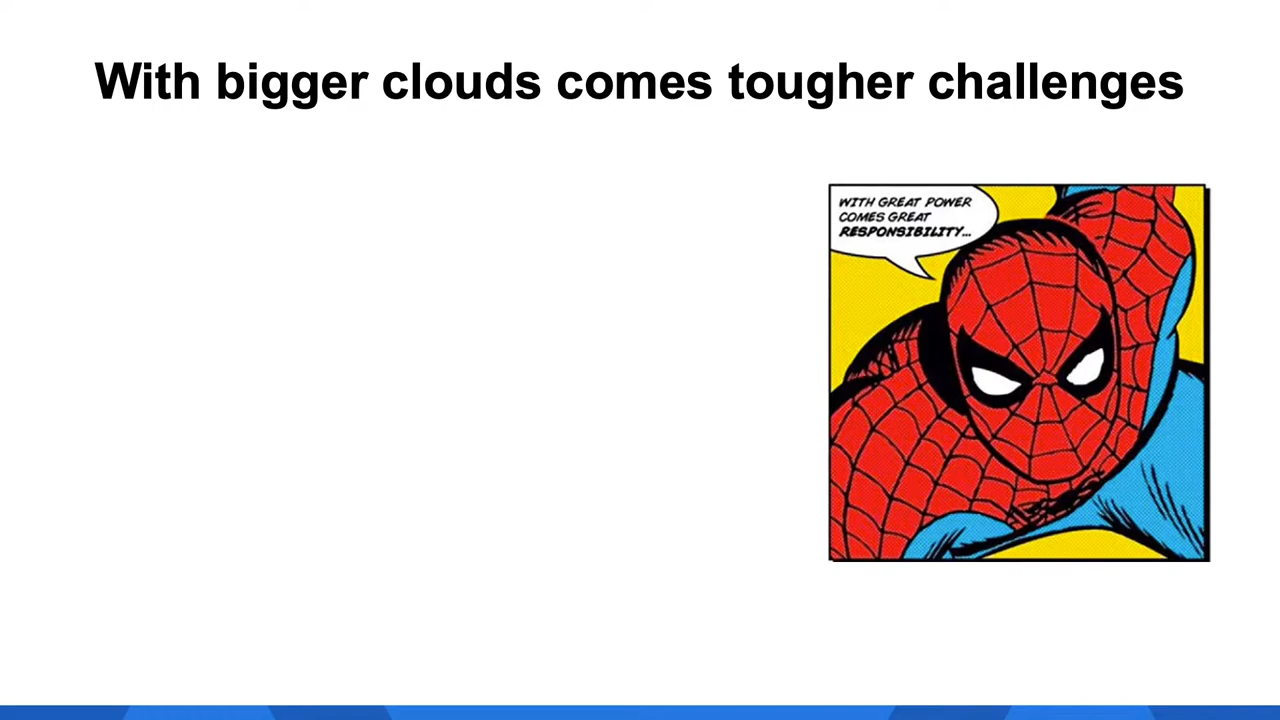 With bigger clouds comes tougher challenges
WITH GREAT POWER
COMES GREAT
RESPONSIBILITY...